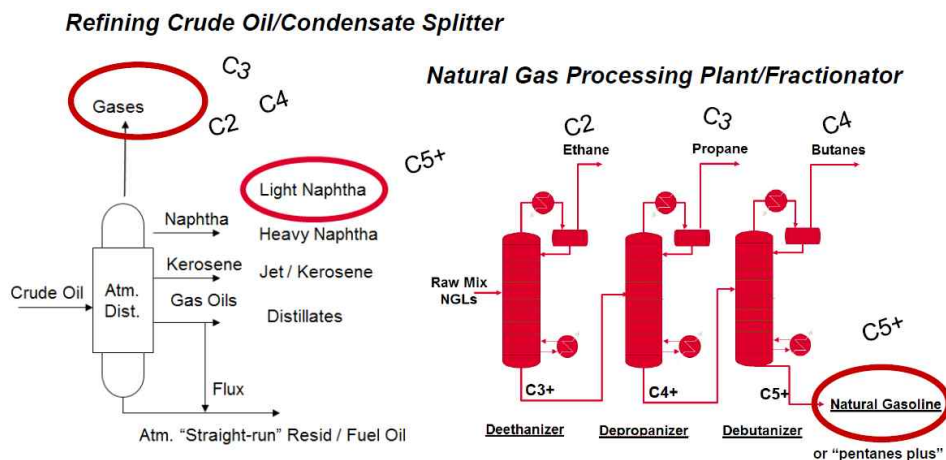 Refining Crude Oil/Condensate Splitter
C3
Gases
C4
C2
C5+
Light Naphtha
Naphtha
Heavy Naphtha
Kerosene
Jet / Kerosene
Crude Oil
Atm.
Dist.
Gas Oils
Distillates
Flux
Atm. “Straight-run” Resid / Fuel Oil
Natural Gas Processing Plant/Fractionator
C2
Ethane
C3
Propane
C4
Butanes
Raw Mix
NGLs
C3+
C4+
C5+
C5+
Natural Gasoline
Deethanizer
Depropanizer
Debutanizer
or “pentanes plus”